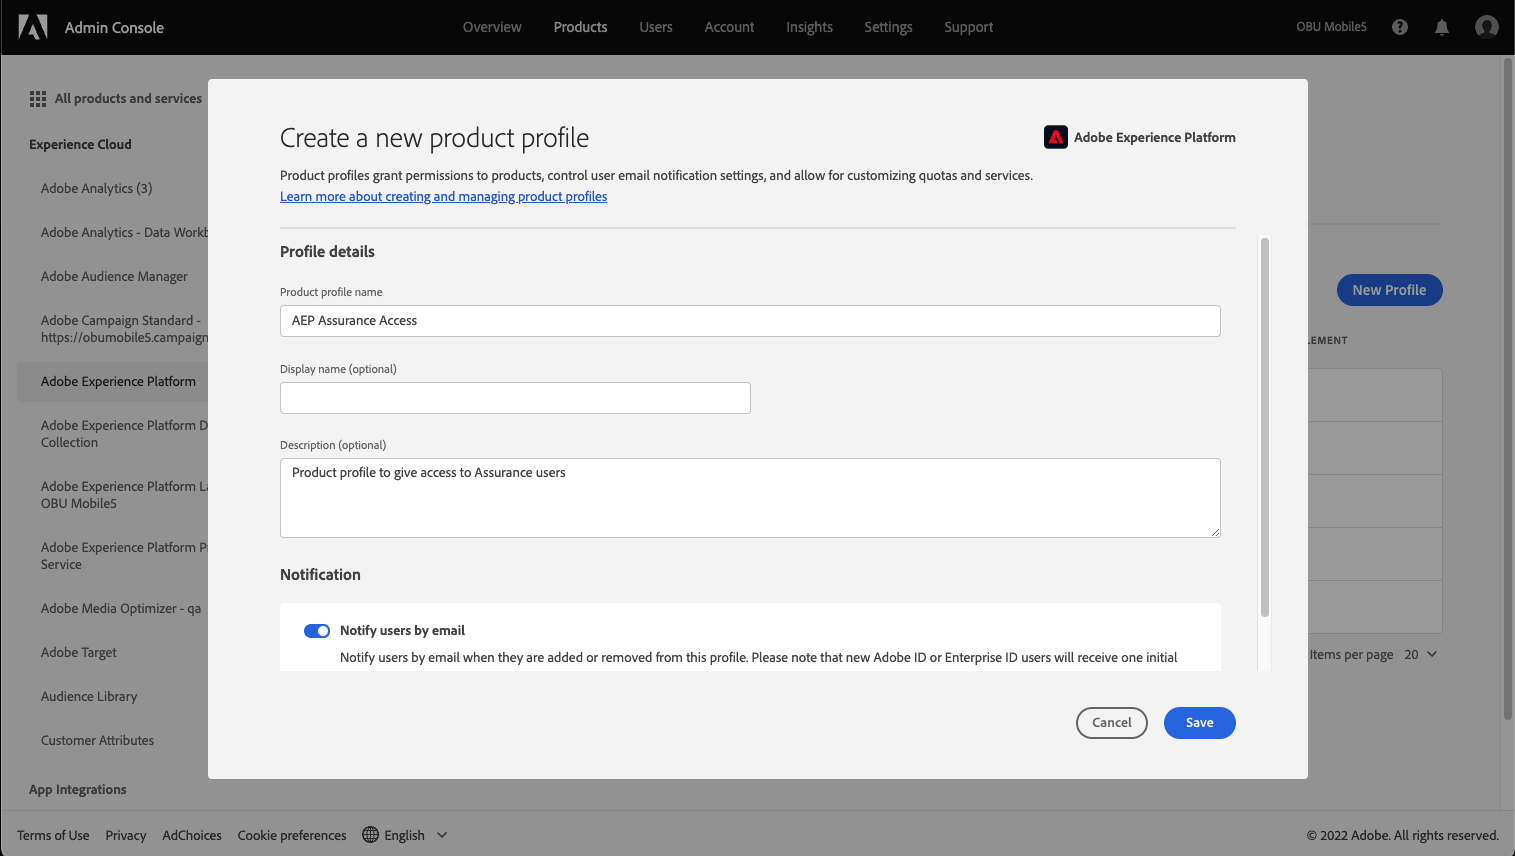 Admin Console
Overview
Products
Users
Account
Insights
Settings
Support
OBU Mobile5
All products and services
Experience Cloud
Adobe Analytics (3)
Adobe Analytics - Data Workb
Adobe Audience Manager
Adobe Campaign Standard -
https://obumobile5.campaign
Adobe Experience Platform
Adobe Experience Platform D
Collection
Adobe Experience Platform La
OBU Mobile5
Adobe Experience Platform P
Service
Adobe Media Optimizer - qa
Adobe Target
Audience Library
Customer Attributes
App Integrations
Create a new product profile
Adobe Experience Platform
Product profiles grant permissions to products, control user email notification settings, and allow for customizing quotas and services.
Learn more about creating and managing product profiles
Profile details
Product profile name
AEP Assurance Access
Display name (optional)
Description (optional)
Product profile to give access to Assurance users
Notification
Notify users by email
Notify users by email when they are added or removed from this profile. Please note that new Adobe ID or Enterprise ID users will receive one initial
Cancel
Save
New Profile
LEMENT
Items per page 20
Terms of Use
Privacy
AdChoices
Cookie preferences
English
© 2022 Adobe. All rights reserved.